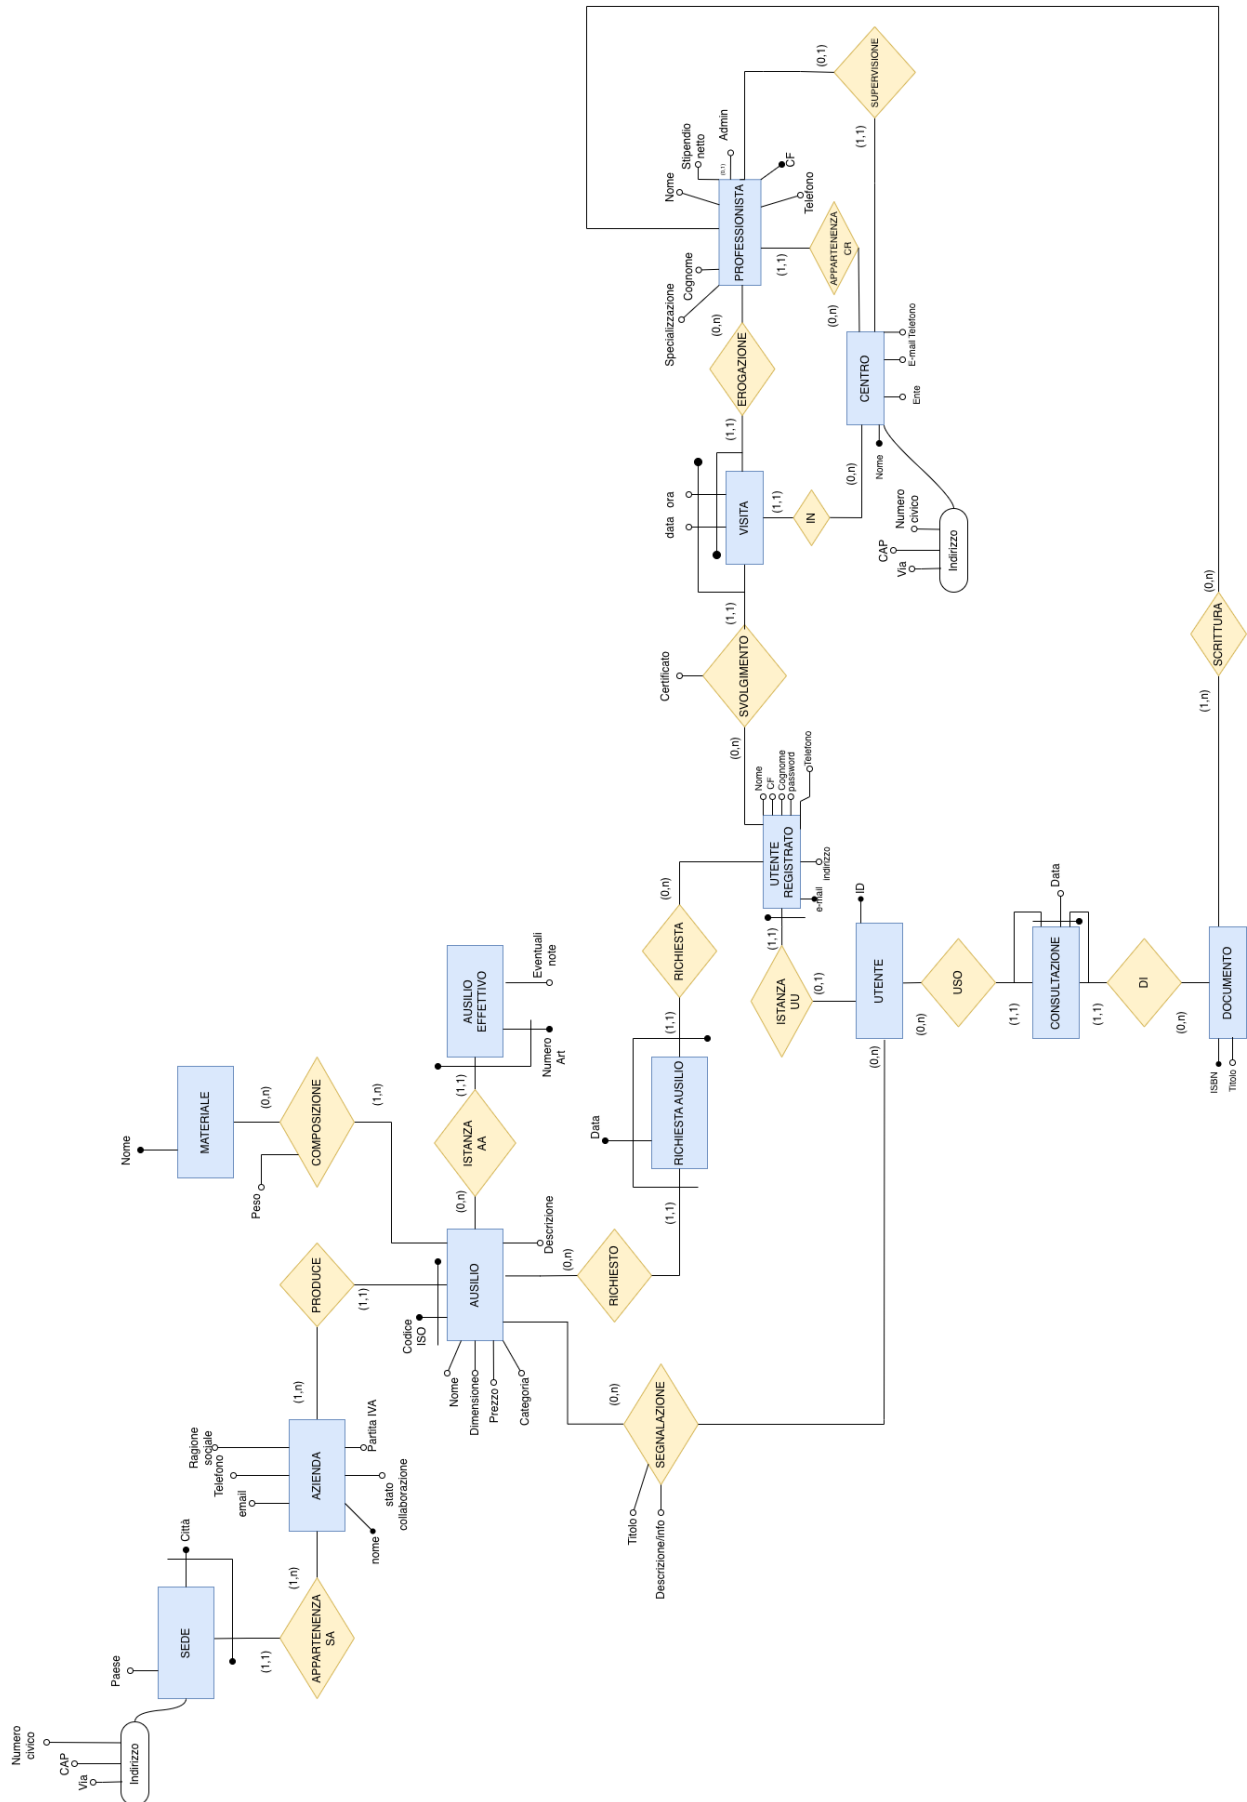 Numero
civico
CAP
Via
Indirizzo
Paese
SEDE
Città
(1,1)
APPARTENENZA
SA
(1,n)
Ragione
sociale
Telefono
email
AZIENDA
Partita IVA
stato
collaborazione
nome
(1,n)
PRODUCE
(1,1)
Nome
MATERIALE
(0,n)
Peso
COMPOSIZIONE
(1,n)
Codice
ISO
AUSILIO
Nome
Dimensione
Prezzo
Categoria
Descrizione
(0,n)
ISTANZA
AA
(1,1)
AUSILIO
EFFETTIVO
Eventuali
note
Numero
Art
(0,n)
RICHIESTO
(1,1)
Data
RICHIESTA AUSILIO
(1,1)
RICHIESTA
(0,n)
(0,n)
SEGNALAZIONE
Titolo
Descrizione/info
(0,n)
UTENTE
REGISTRATO
Nome
CF
Cognome
password
Telefono
indirizzo
e-mail
(1,1)
ISTANZA
UU
(0,1)
UTENTE
ID
(0,n)
USO
(1,1)
CONSULTAZIONE
Data
(1,1)
DI
(0,n)
DOCUMENTO
ISBN
Titolo
(1,n)
SCRITTURA
(0,n)
(0,n)
Certificato
SVOLGIMENTO
(1,1)
data
ora
VISITA
(1,1)
IN
(0,n)
(1,1)
EROGAZIONE
(0,n)
Specializzazione
Cognome
Nome
Stipendio
netto
(0,1)
Admin
CF
Telefono
PROFESSIONISTA
(1,1)
APPARTENENZA
CR
(0,n)
(0,1)
SUPERVISIONE
(1,1)
CENTRO
Nome
Ente
E-mail
Telefono
Numero
civico
CAP
Via
Indirizzo